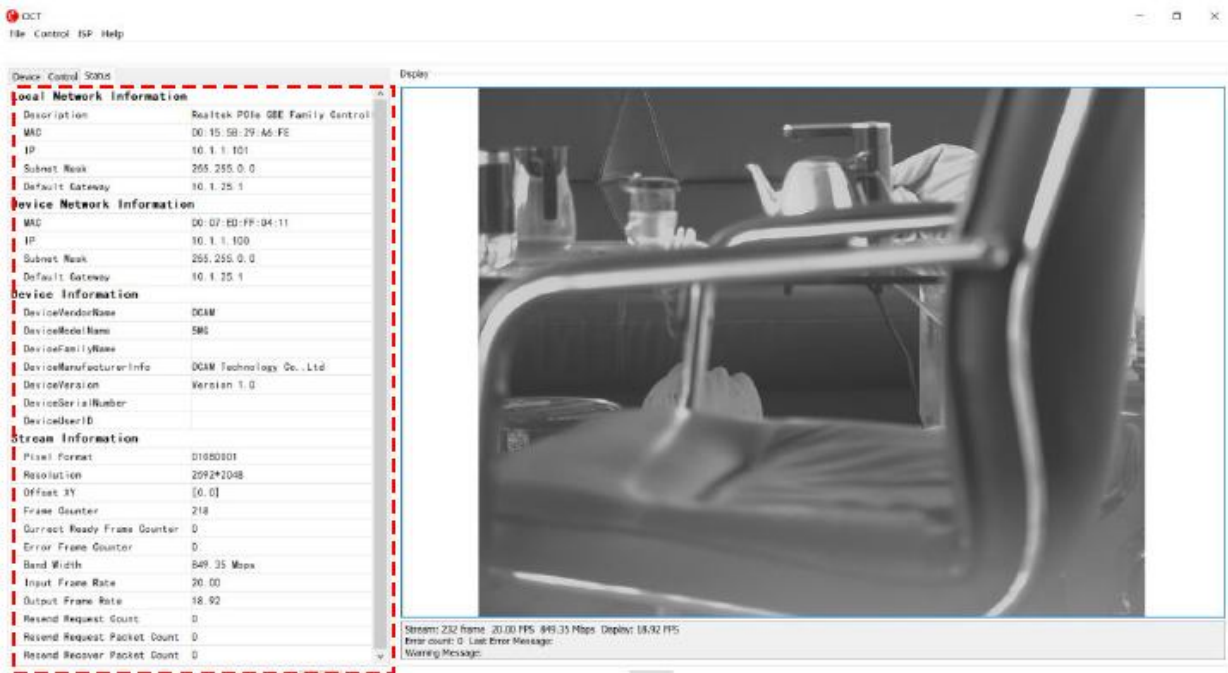 OCT
File Control ISP Help
Device Control Status
Display
Local Network Information
Description Realtek PCIe GBE Family Control
MAC D0:15:5B:29:A6:FE
IP 10.1.1.101
Subnet Mask 255.255.0.0
Default Gateway 10.1.25.1
Device Network Information
MAC D0:07:ED:FF:04:11
IP 10.1.1.100
Subnet Mask 255.255.0.0
Default Gateway 10.1.25.1
Device Information
DeviceVendorName DCAM
DeviceModelName 5MG
DeviceFamilyName
DeviceManufacturerInfo DCAM Technology Co.,Ltd
DeviceVersion Version 1.0
DeviceSerialNumber
DeviceUserID
Stream Information
Pixel Format 01080001
Resolution 2592*2048
Offset XY [0.0]
Frame Counter 218
Currect Ready Frame Counter 0
Error Frame Counter 0
Band Width 849.35 Mbps
Input Frame Rate 20.00
Output Frame Rate 18.92
Resend Request Count 0
Resend Request Packet Count 0
Resend Recover Packet Count 0
Stream: 232 frame 20.00 FPS 849.35 Mbps Display: 18.92 FPS
Error count: 0 Last Error Message:
Warning Message: